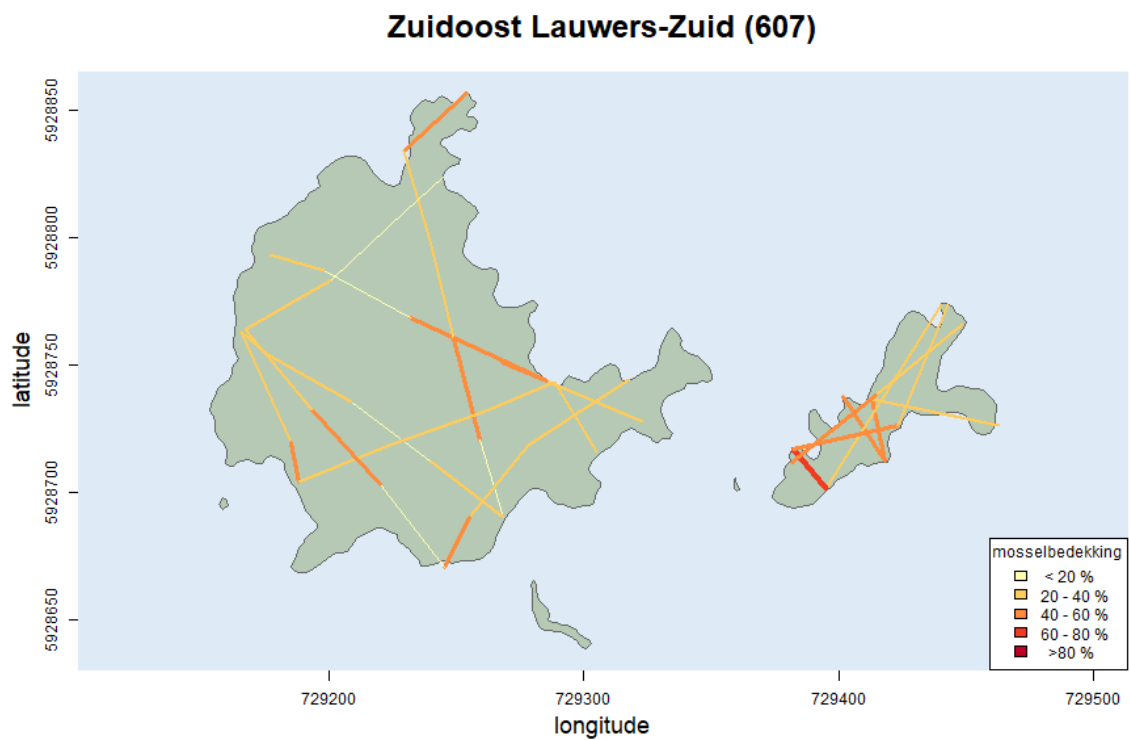 Zuidoost Lauwers-Zuid (607)
latitude
5928850
5928800
5928750
5928700
5928650
mosselbedekking
< 20 %
20 - 40 %
40 - 60 %
60 - 80 %
>80 %
729200
729300
729400
729500
longitude